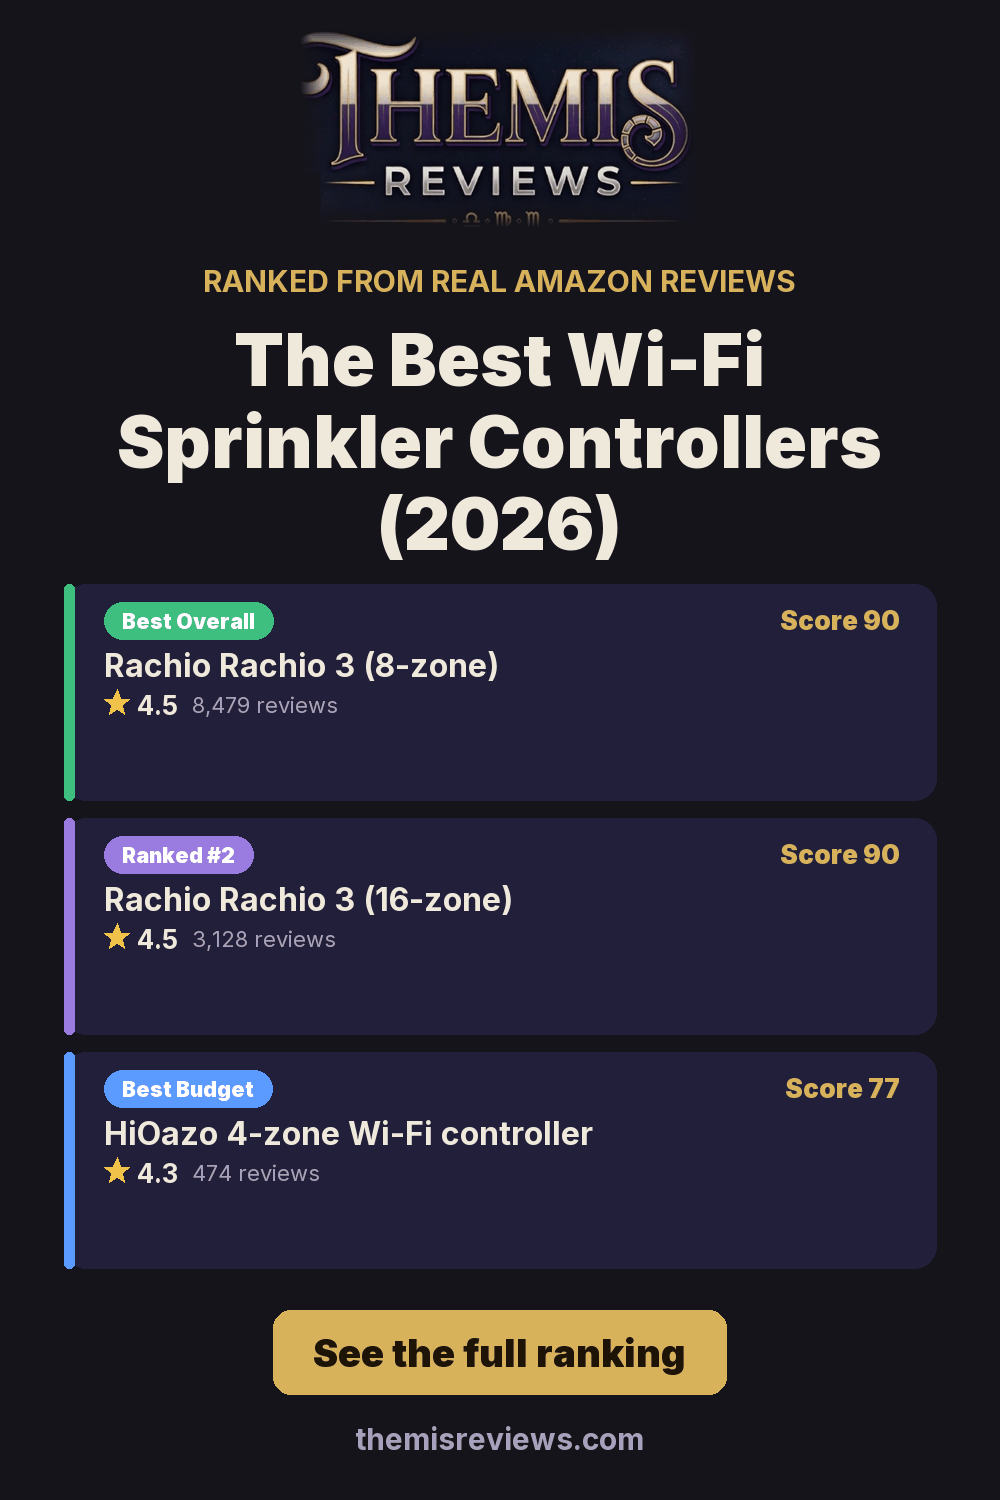 THEMIS
REVIEWS
RANKED FROM REAL AMAZON REVIEWS
The Best Wi-Fi
Sprinkler Controllers
(2026)
Best Overall
Score 90
Rachio Rachio 3 (8-zone)
4.5 8,479 reviews
Ranked #2
Score 90
Rachio Rachio 3 (16-zone)
4.5 3,128 reviews
Best Budget
Score 77
HiOazo 4-zone Wi-Fi controller
4.3 474 reviews
See the full ranking
themisreviews.com